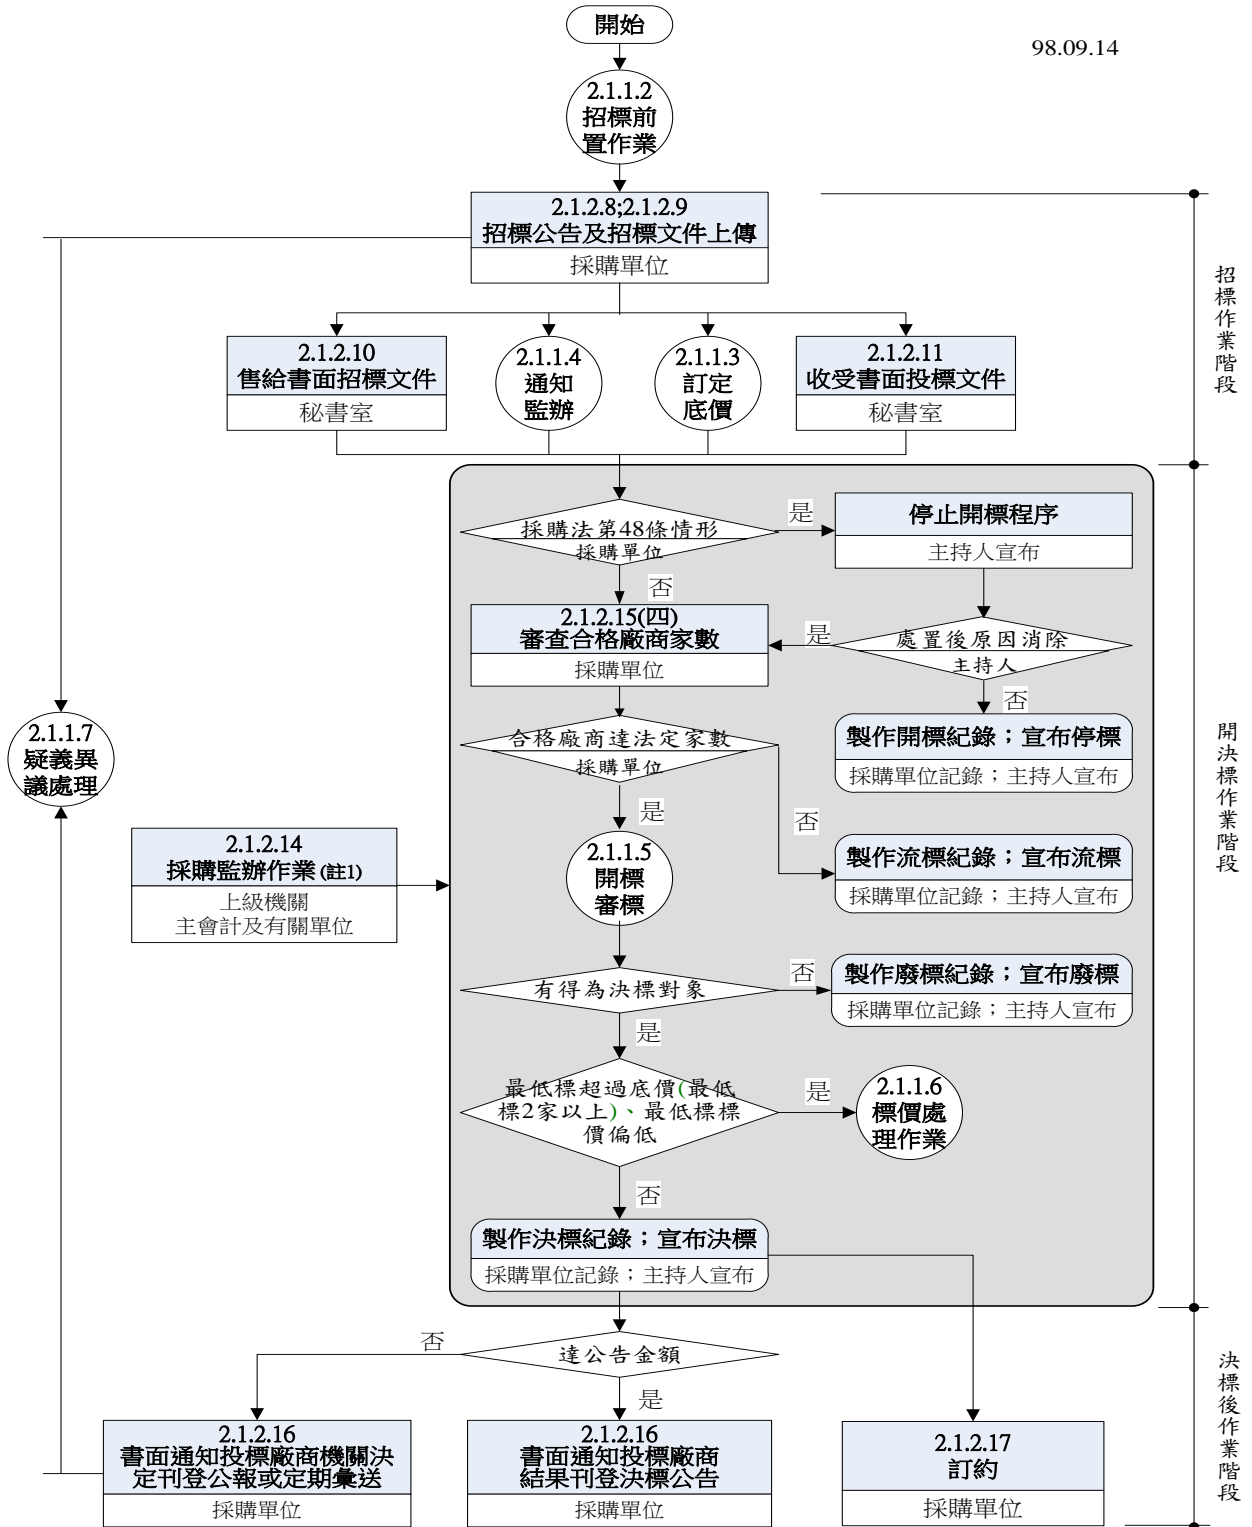 開始
98.09.14
2.1.1.2
招標前
置作業
2.1.2.8;2.1.2.9
招標公告及招標文件上傳
採購單位
招標作業階段
2.1.2.10
售給書面招標文件
秘書室
2.1.1.4
通知
監辦
2.1.1.3
訂定
底價
2.1.2.11
收受書面投標文件
秘書室
採購法第48條情形
採購單位
是
停止開標程序
主持人宣布
否
2.1.2.15(四)
審查合格廠商家數
採購單位
是
處置後原因消除
主持人
否
合格廠商達法定家數
採購單位
製作開標紀錄；宣布停標
採購單位記錄；主持人宣布
2.1.1.7
疑義異
議處理
開決標作業階段
是
否
2.1.2.14
採購監辦作業(註1)
上級機關
主會計及有關單位
2.1.1.5
開標
審標
製作流標紀錄；宣布流標
採購單位記錄；主持人宣布
有得為決標對象
否
製作廢標紀錄；宣布廢標
採購單位記錄；主持人宣布
是
最低標超過底價(最低
標2家以上)、最低標標
價偏低
是
2.1.1.6
標價處
理作業
否
製作決標紀錄；宣布決標
採購單位記錄；主持人宣布
達公告金額
否
是
決標後作業階段
2.1.2.16
書面通知投標廠商機關決
定刊登公報或定期彙送
採購單位
2.1.2.16
書面通知投標廠商
結果刊登決標公告
採購單位
2.1.2.17
訂約
採購單位